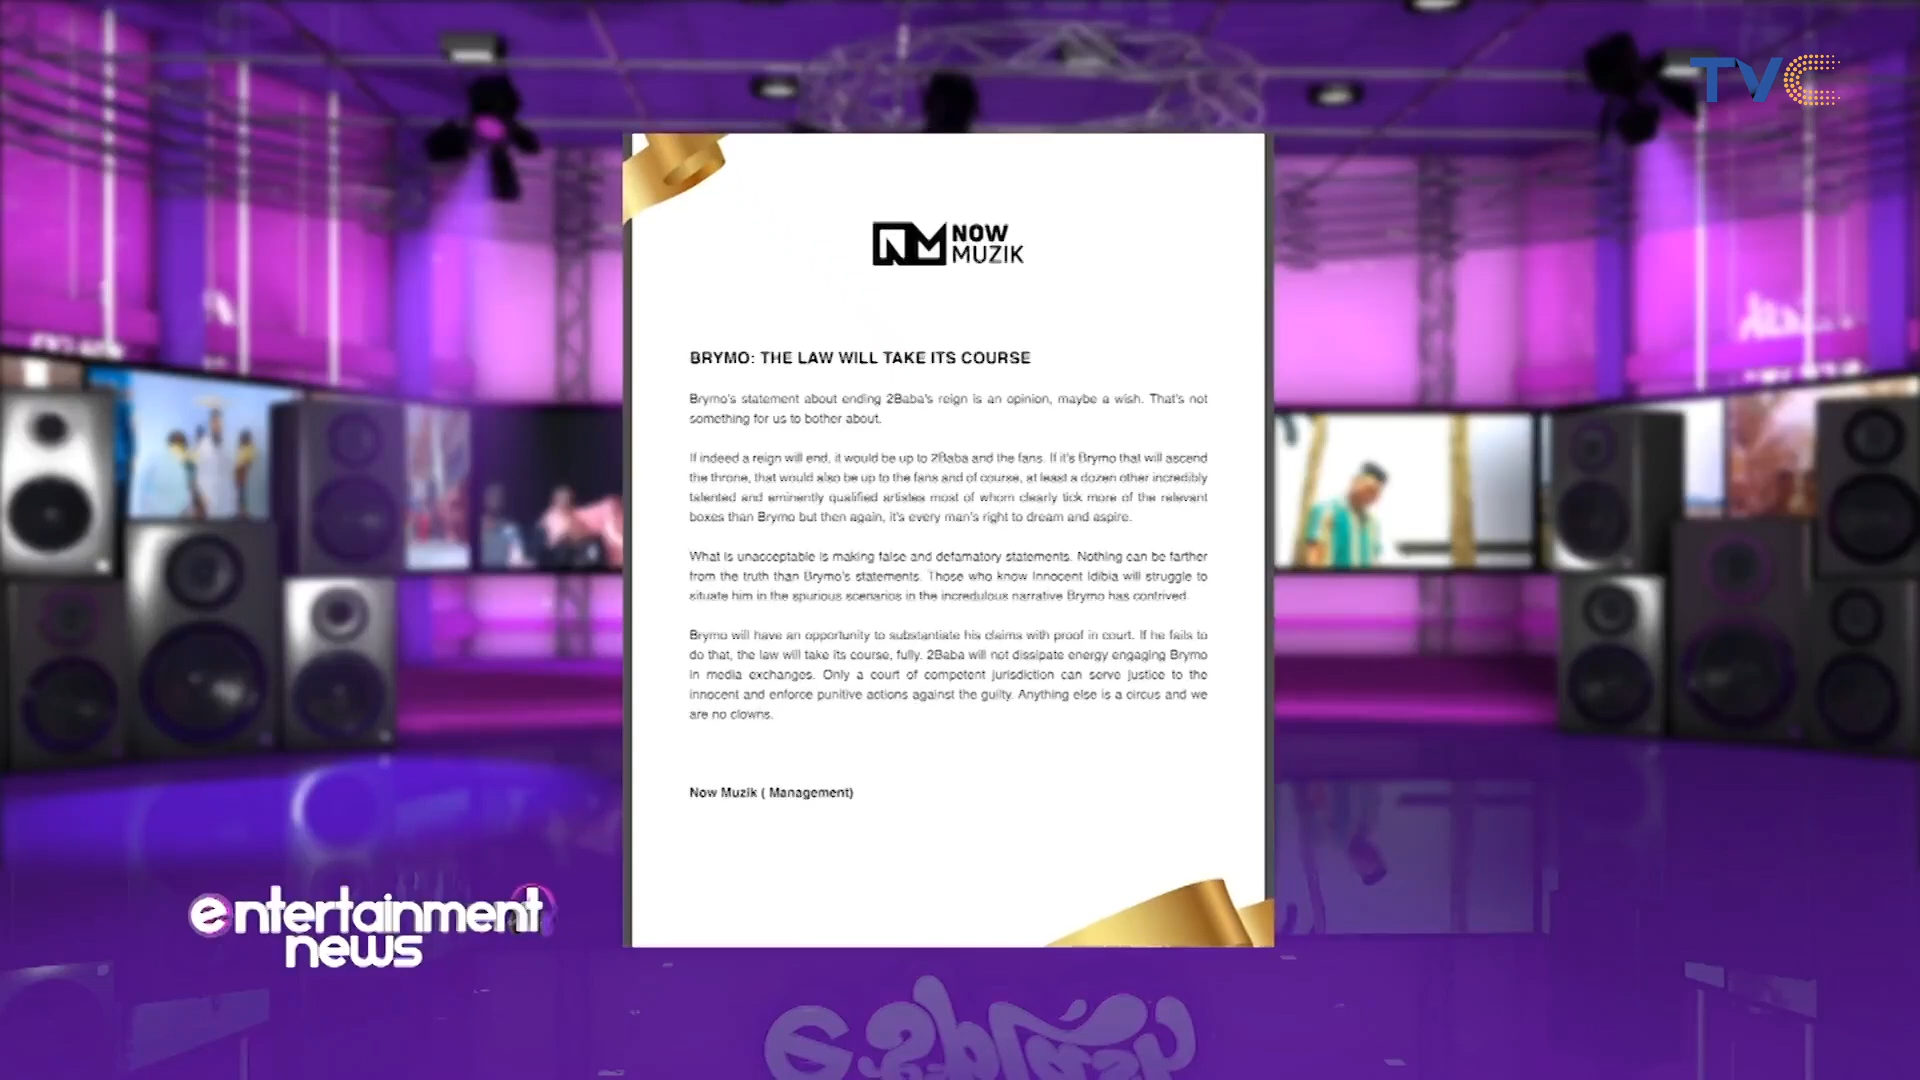 TVC
NM NOW
MUZIK
BRYMO: THE LAW WILL TAKE ITS COURSE
Brymo's statement about ending 2Baba's reign is an opinion, maybe a wish. That's not
something for us to bother about.
If indeed a reign will end, it would be up to 2Baba and the fans. If it's Brymo that will ascend
the throne, that would also be up to the fans and of course, at least a dozen other incredibly
talented and eminently qualified artistes most of whom clearly tick more of the relevant
boxes than Brymo but then again, it's every man's right to dream and aspire.
What is unacceptable is making false and defamatory statements. Nothing can be farther
from the truth than Brymo's statements. Those who know Innocent Idibia will struggle to
situate him in the spurious scenarios in the incredulous narrative Brymo has contrived
Brymo will have an opportunity to substantiate his claims with proof in court. If he fails to
do that, the law will take its course, fully. 2Baba will not dissipate energy engaging Brymo
in media exchanges. Only a court of competent jurisdiction can serve justice to the
innocent and enforce punitive actions against the guilty. Anything else is a circus and we
are no clowns.
Now Muzik ( Management)
entertainment
news